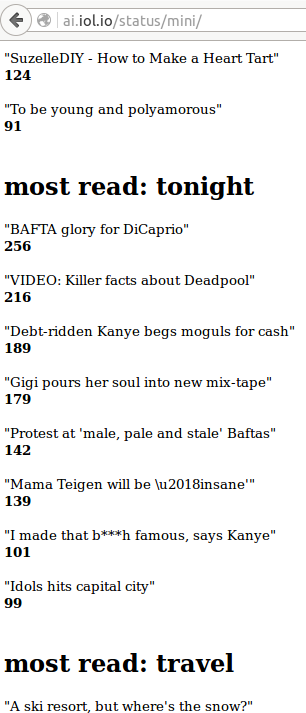 ai.iol.io/status/mini/
"SuzelleDIY - How to Make a Heart Tart"
124
"To be young and polyamorous"
91
most read: tonight
"BAFTA glory for DiCaprio"
256
"VIDEO: Killer facts about Deadpool"
216
"Debt-ridden Kanye begs moguls for cash"
189
"Gigi pours her soul into new mix-tape"
179
"Protest at 'male, pale and stale' Baftas"
142
"Mama Teigen will be \u2018insane'"
139
"I made that b***h famous, says Kanye"
101
"Idols hits capital city"
99
most read: travel
"A ski resort, but where's the snow?"